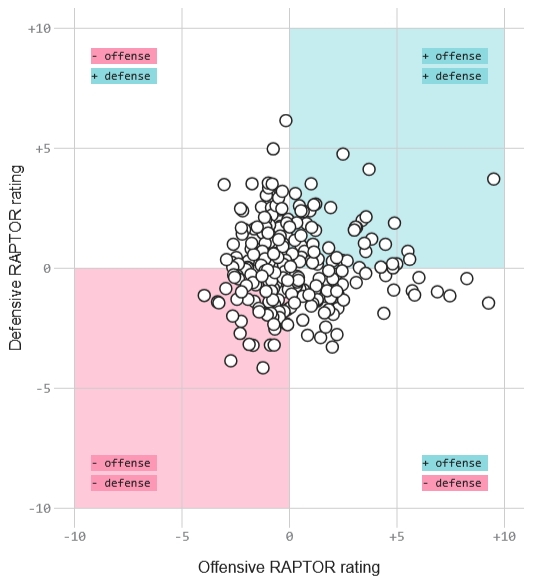 +10
- offense
+ defense
+ offense
+ defense
+5
0
-5
- offense
- defense
+ offense
- defense
-10
-10
-5
0
+5
+10
Defensive RAPTOR rating
Offensive RAPTOR rating